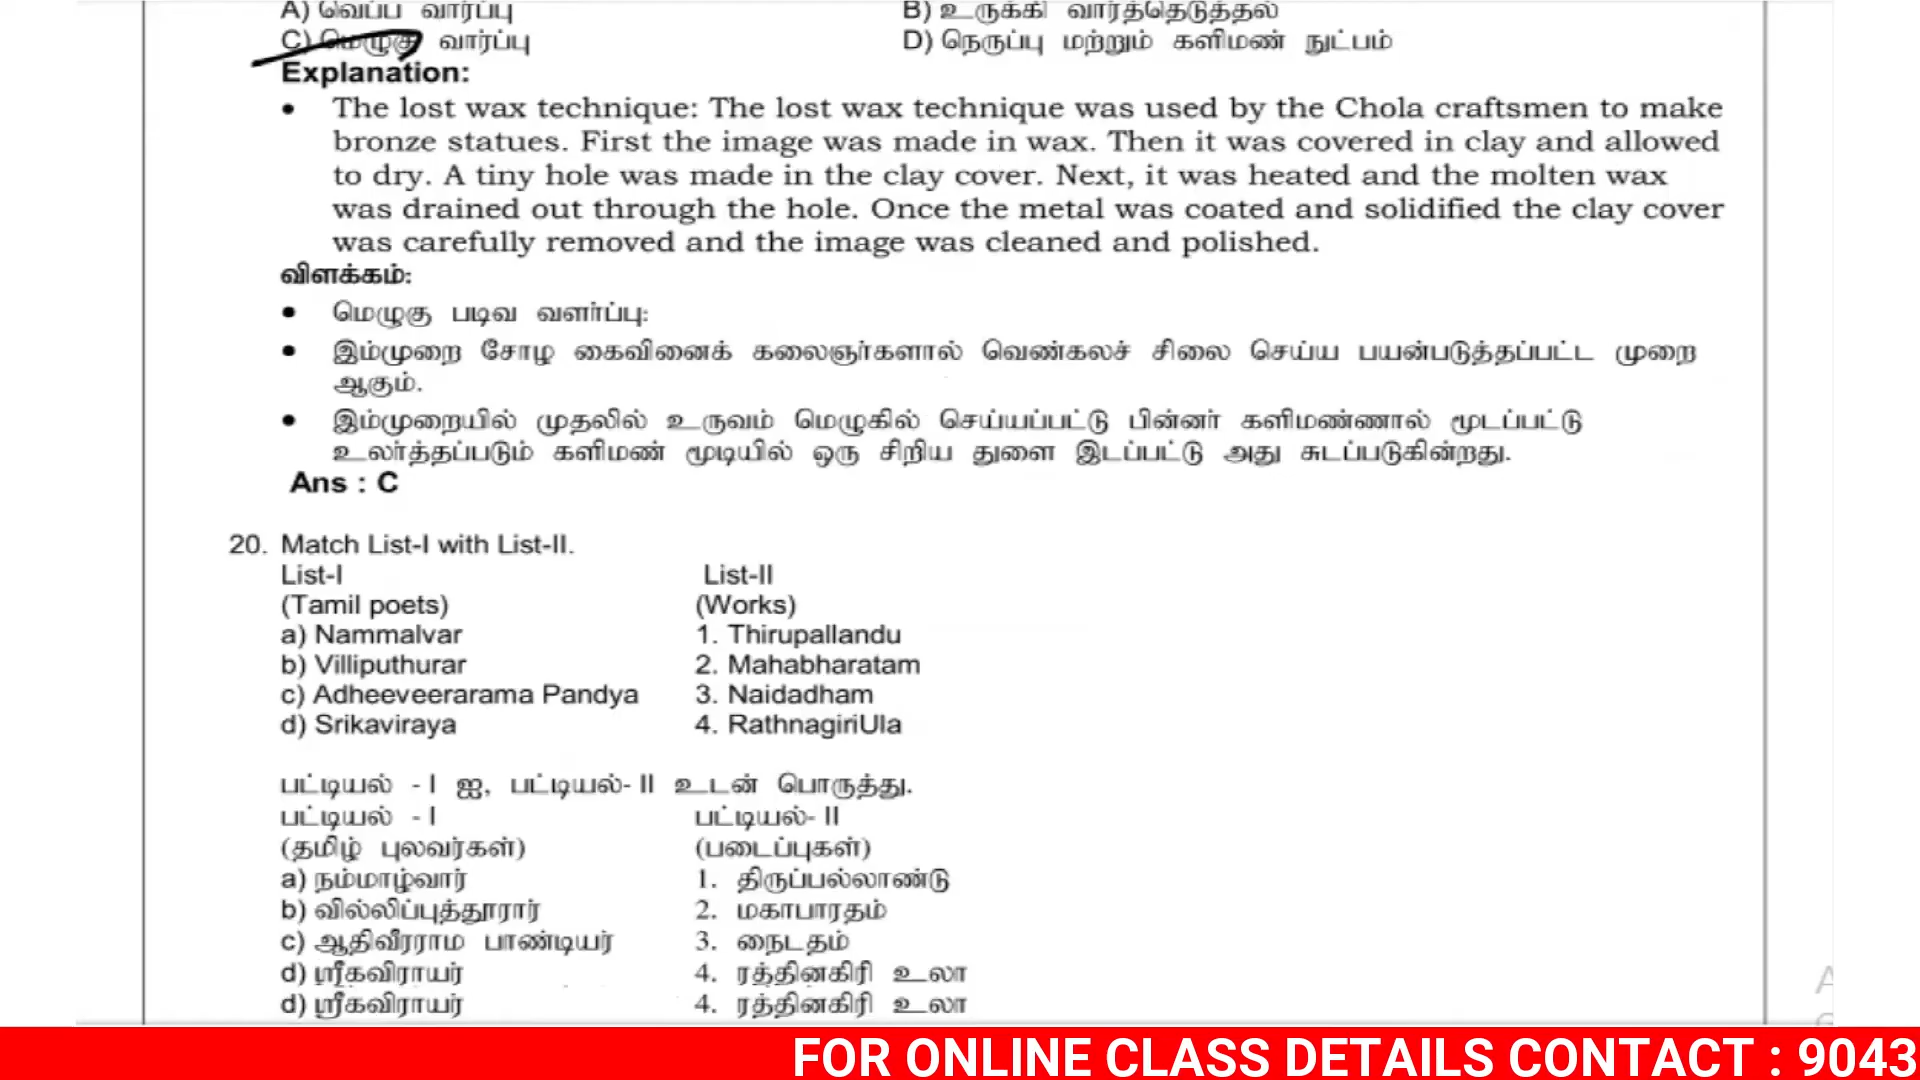 A) வெப்ப வார்ப்பு B) உருக்கி வார்த்தெடுத்தல்
C) மெழுகு வார்ப்பு D) நெருப்பு மற்றும் களிமண் நுட்பம்
Explanation:
• The lost wax technique: The lost wax technique was used by the Chola craftsmen to make
bronze statues. First the image was made in wax. Then it was covered in clay and allowed
to dry. A tiny hole was made in the clay cover. Next, it was heated and the molten wax
was drained out through the hole. Once the metal was coated and solidified the clay cover
was carefully removed and the image was cleaned and polished.
விளக்கம்:
• மெழுகு படிவ வளர்ப்பு:
• இம்முறை சோழ கைவினைக் கலைஞர்களால் வெண்கலச் சிலை செய்ய பயன்படுத்தப்பட்ட முறை
ஆகும்.
• இம்முறையில் முதலில் உருவம் மெழுகில் செய்யப்பட்டு பின்னர் களிமண்ணால் மூடப்பட்டு
உலர்த்தப்படும் களிமண் மூடியில் ஒரு சிறிய துளை இடப்பட்டு அது சுடப்படுகின்றது.
Ans : C
20. Match List-I with List-II.
List-I List-II
(Tamil poets) (Works)
a) Nammalvar 1. Thirupallandu
b) Villiputhurar 2. Mahabharatam
c) Adheeveerarama Pandya 3. Naidadham
d) Srikaviraya 4. RathnagiriUla
பட்டியல் - I ஐ, பட்டியல்- II உடன் பொருத்து.
பட்டியல் - I பட்டியல்- II
(தமிழ் புலவர்கள்) (படைப்புகள்)
a) நம்மாழ்வார் 1. திருப்பல்லாண்டு
b) வில்லிப்புத்தூரார் 2. மகாபாரதம்
c) ஆதிவீரராம பாண்டியர் 3. நைடதம்
d) ஸ்ரீகவிராயர் 4. ரத்தினகிரி உலா
d) ஸ்ரீகவிராயர் 4. ரத்தினகிரி உலா
FOR ONLINE CLASS DETAILS CONTACT : 9043